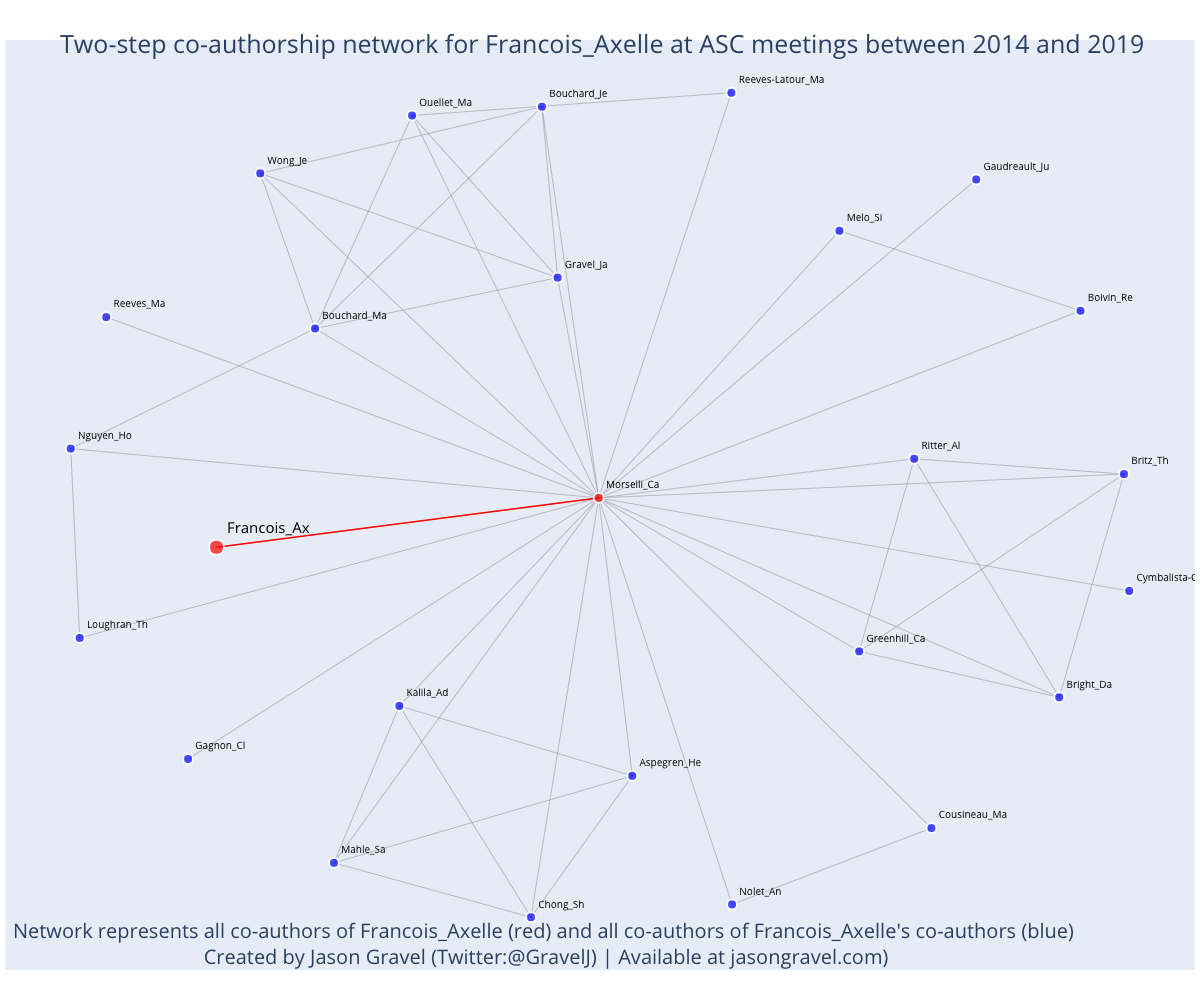 Two-step co-authorship network for Francois_Axelle at ASC meetings between 2014 and 2019
Reeves-Latour_Ma
Bouchard_Je
Ouellet_Ma
Wong_Je
Gaudreault_Ju
Melo_Si
Gravel_Ja
Boivin_Re
Reeves_Ma
Bouchard_Ma
Nguyen_Ho
Ritter_Al
Britz_Th
Morselli_Ca
Francois_Ax
Cymbalista-C
Loughran_Th
Greenhill_Ca
Bright_Da
Kalila_Ad
Gagnon_Cl
Aspegren_He
Cousineau_Ma
Mahle_Sa
Nolet_An
Chong_Sh
Network represents all co-authors of Francois_Axelle (red) and all co-authors of Francois_Axelle's co-authors (blue)
Created by Jason Gravel (Twitter:@GravelJ) | Available at jasongravel.com)